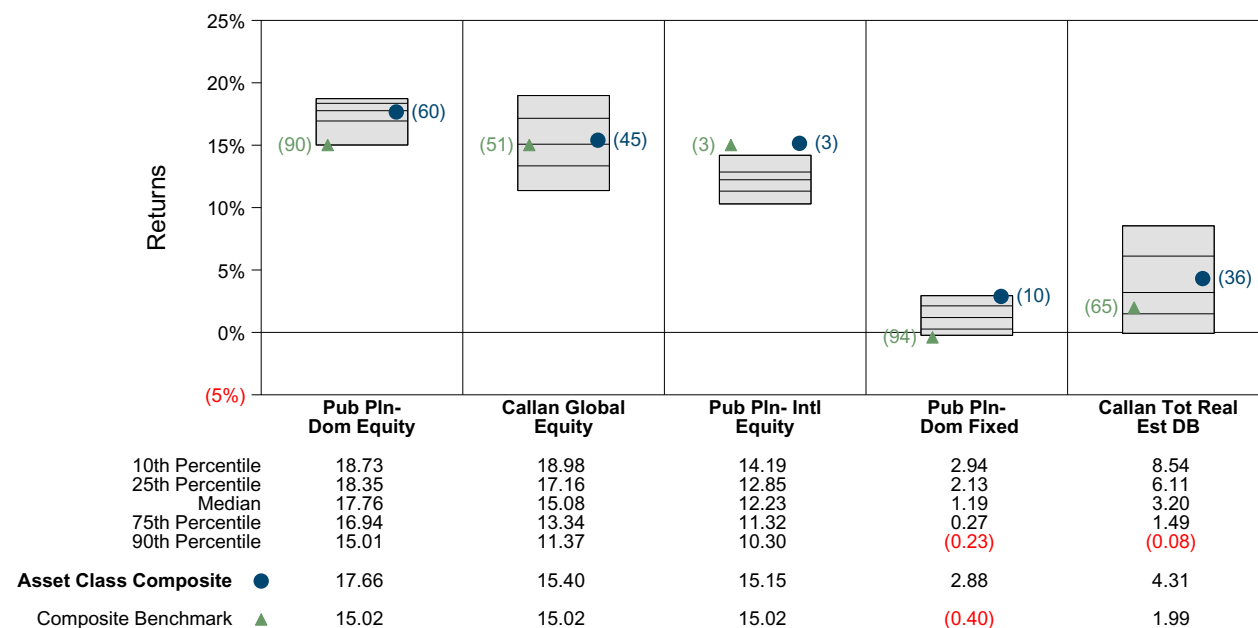 25%
20%
15%
10%
5%
0%
(5%)
Returns
(90) (60)
(51) (45)
(3) (3)
(94) (10)
(65) (36)
Pub Pln- Callan Global Pub Pln- Intl Pub Pln- Callan Tot Real
Dom Equity Equity Equity Dom Fixed Est DB
10th Percentile 18.73 18.98 14.19 2.94 8.54
25th Percentile 18.35 17.16 12.85 2.13 6.11
Median 17.76 15.08 12.23 1.19 3.20
75th Percentile 16.94 13.34 11.32 0.27 1.49
90th Percentile 15.01 11.37 10.30 (0.23) (0.08)
Asset Class Composite 17.66 15.40 15.15 2.88 4.31
Composite Benchmark 15.02 15.02 15.02 (0.40) 1.99